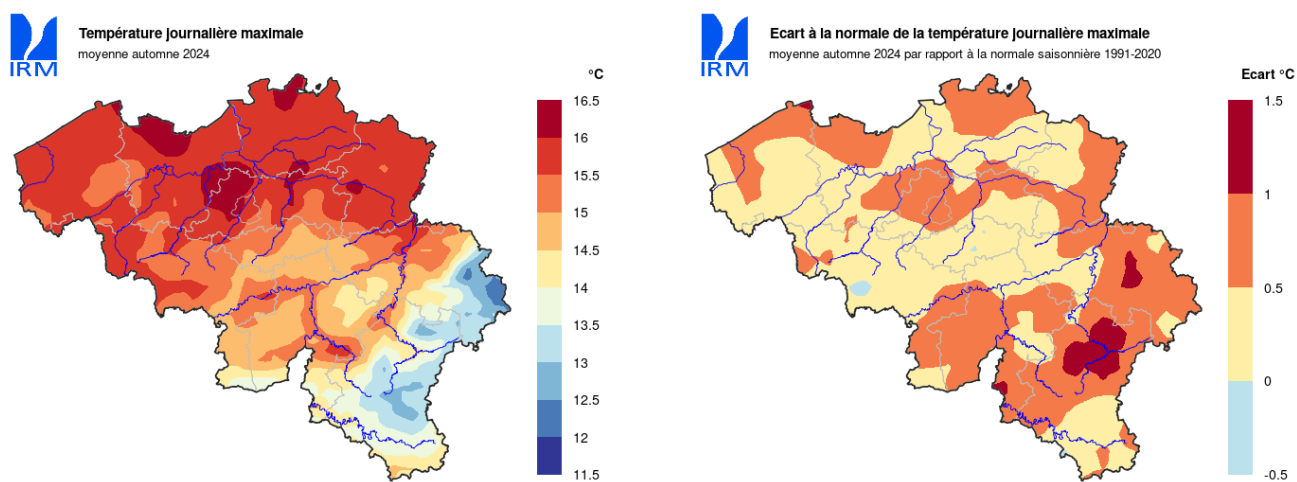 IRM
Température journalière maximale
moyenne automne 2024
°C
16.5
16
15.5
15
14.5
14
13.5
13
12.5
12
11.5
IRM
Ecart à la normale de la température journalière maximale
moyenne automne 2024 par rapport à la normale saisonnière 1991-2020
Ecart °C
1.5
1
0.5
0
-0.5